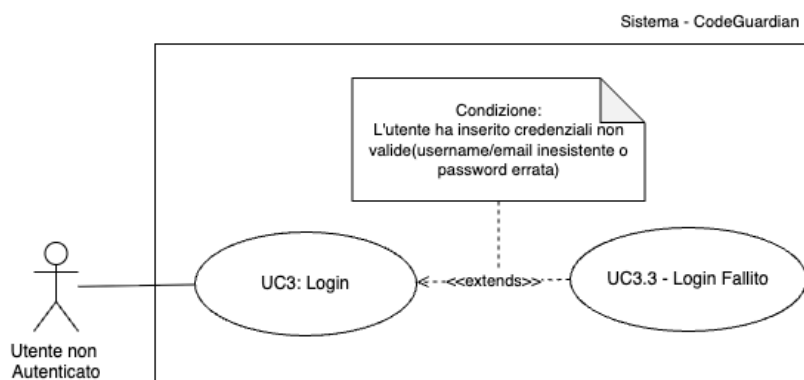 Sistema - CodeGuardian
Condizione:
L'utente ha inserito credenziali non
valide(username/email inesistente o
password errata)
UC3: Login
<<extends>>
UC3.3 - Login Fallito
Utente non
Autenticato